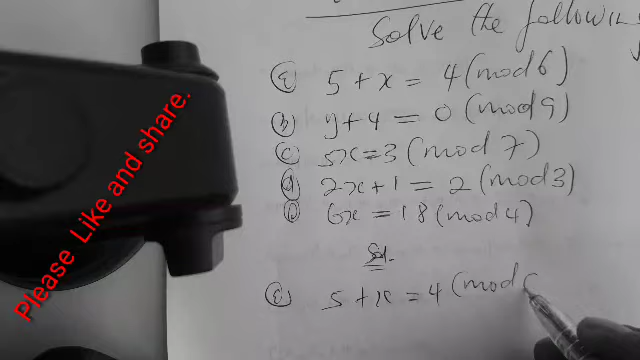 Solve the following
(a) 5 + x = 4 (mod 6)
(b) y + 4 = 0 (mod 9)
(c) 5x = 3 (mod 7)
(d) 2x + 1 = 2 (mod 3)
6x = 18 (mod 4)
Sol.
5 + x = 4 (mod
Please Like and share.